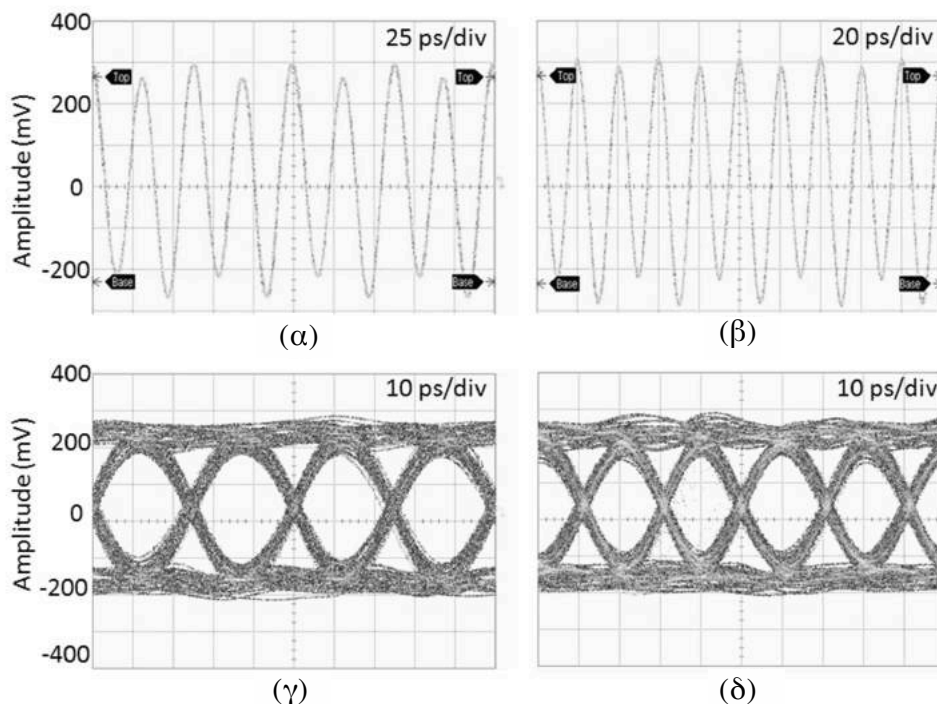 400
25 ps/div
20 ps/div
Top
Top
Top
Top
200
Amplitude (mV)
0
-200
Base
Base
Base
Base
(α)
(β)
400
10 ps/div
10 ps/div
200
Amplitude (mV)
0
-200
-400
(γ)
(δ)